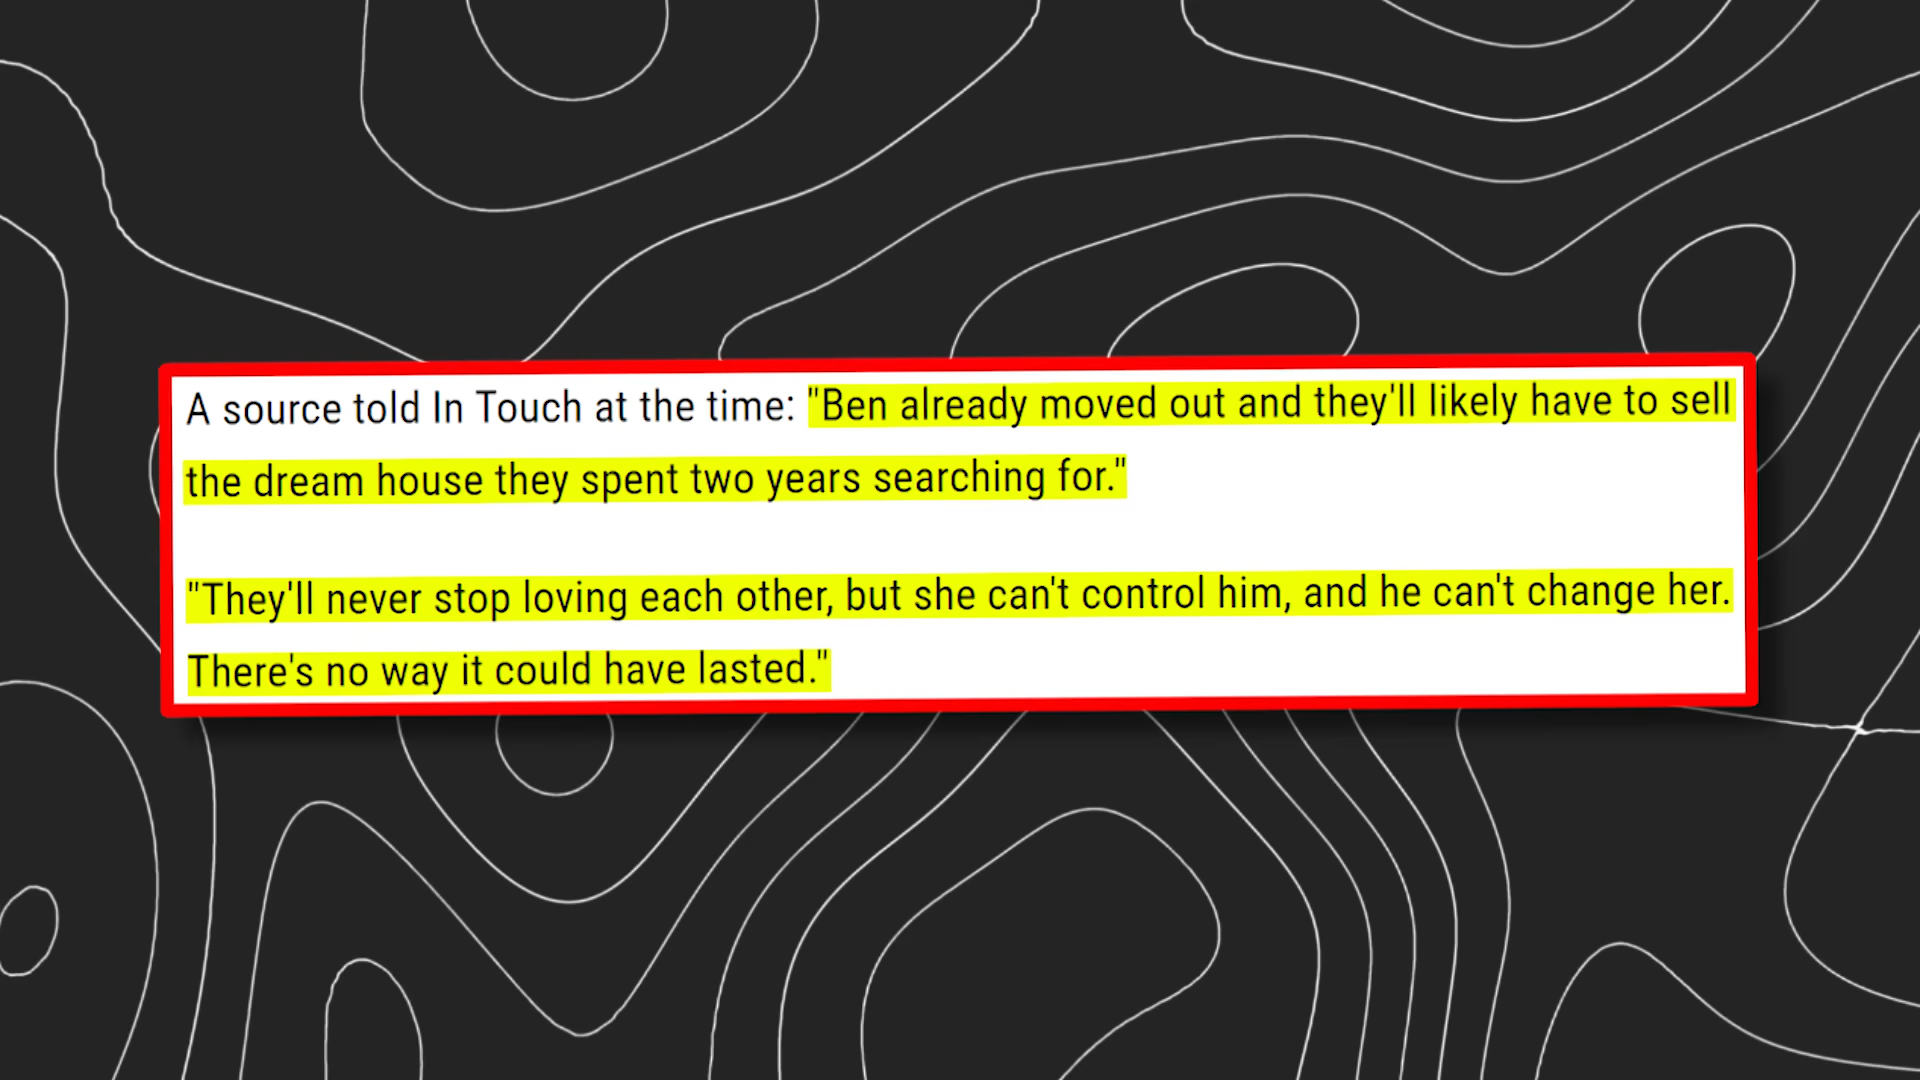 A source told In Touch at the time: "Ben already moved out and they'll likely have to sell
the dream house they spent two years searching for."
"They'll never stop loving each other, but she can't control him, and he can't change her.
There's no way it could have lasted."